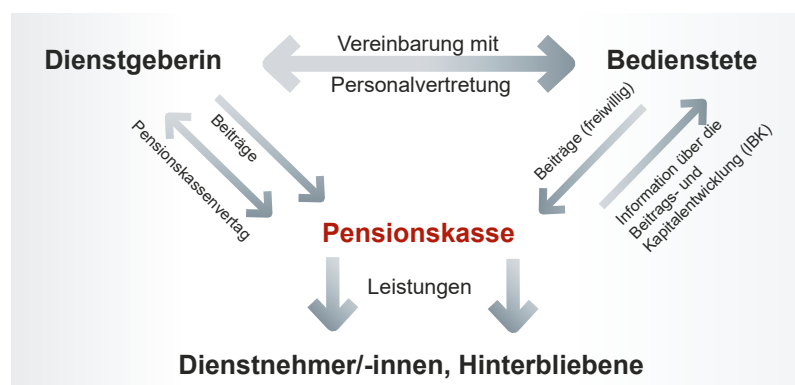 Vereinbarung mit
Dienstgeberin
Bedienstete
Personalvertretung
Pensionskassenvertag
Beiträge
Beiträge (freiwillig)
Information über die
Beitrags- und
Kapitalentwicklung (IBK)
Pensionskasse
Leistungen
Dienstnehmer/-innen, Hinterbliebene